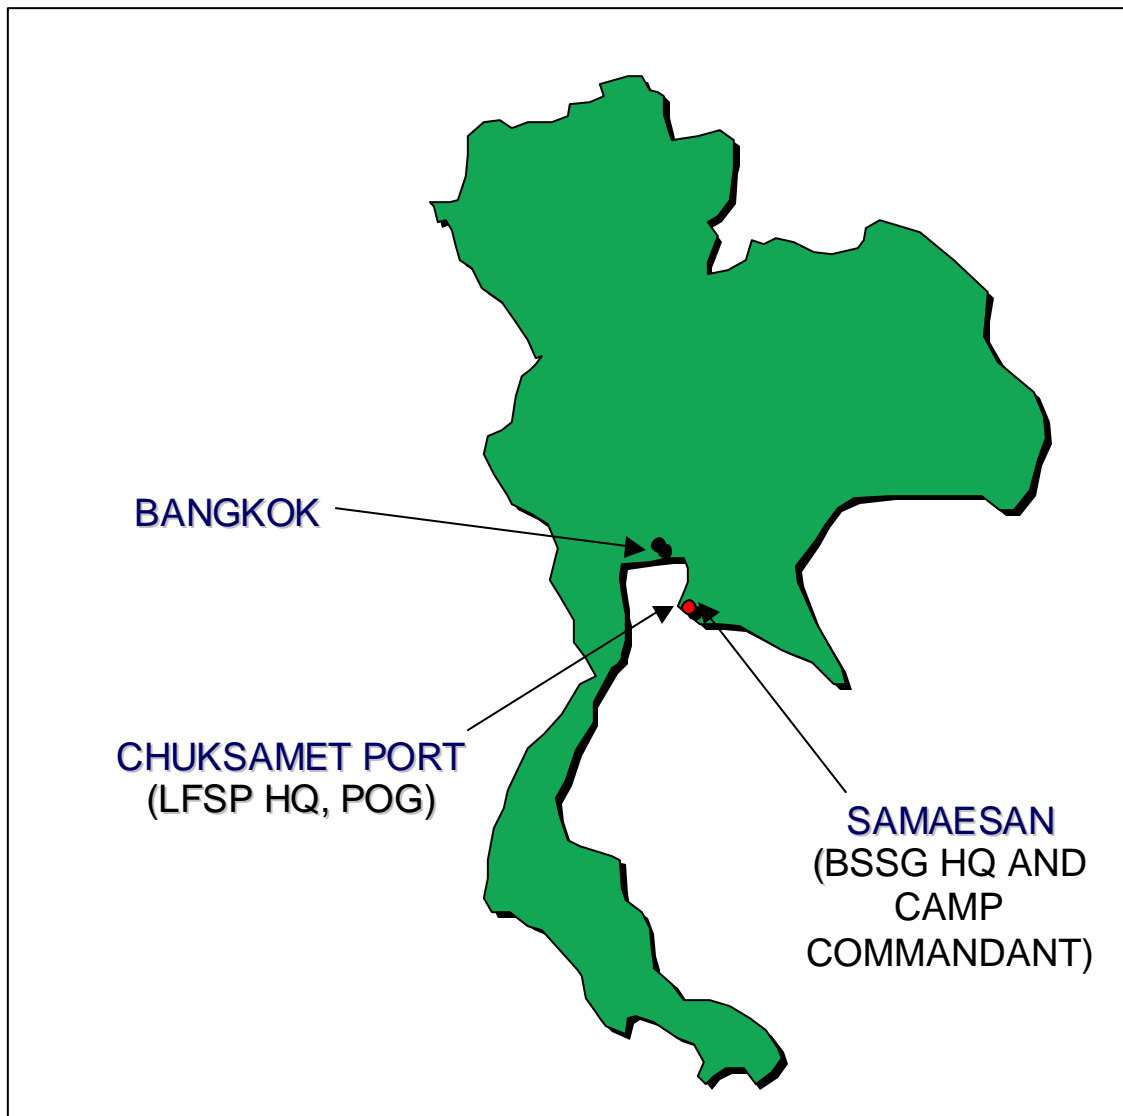 BANGKOK
CHUKSAMET PORT
(LFSP HQ, POG)
SAMAESAN
(BSSG HQ AND
CAMP
COMMANDANT)